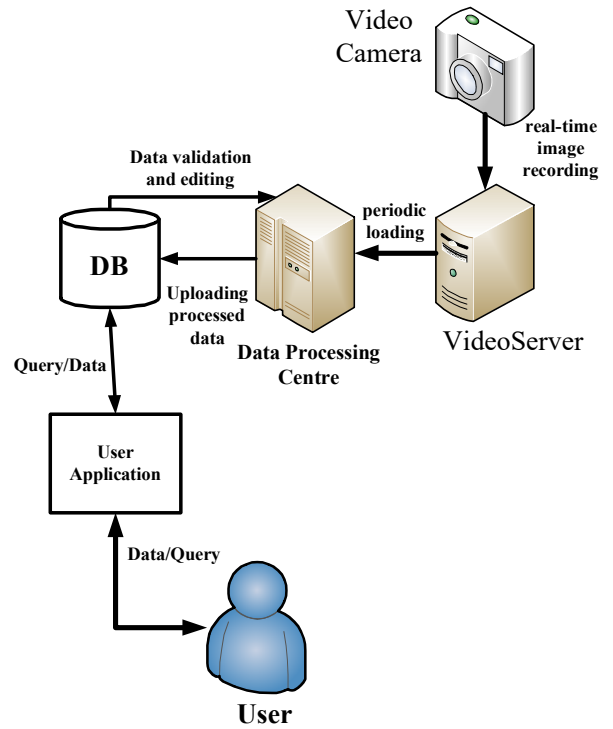 Video
Camera
real-time
image
recording
Data validation
and editing
periodic
loading
DB
Uploading
processed
data
VideoServer
Data Processing
Centre
Query/Data
User
Application
Data/Query
User